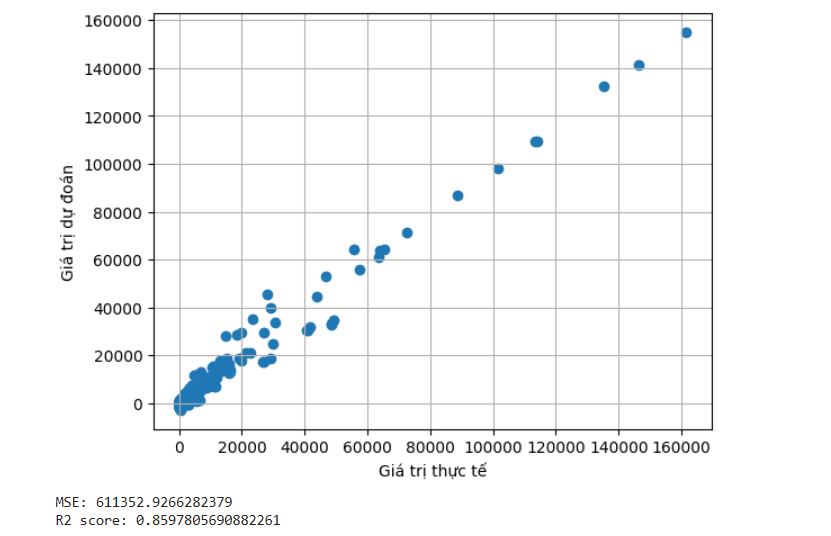 160000
140000
120000
100000
80000
60000
40000
20000
0
Giá trị dự đoán
0 20000 40000 60000 80000 100000 120000 140000 160000
Giá trị thực tế
MSE: 611352.9266282379
R2 score: 0.8597805690882261